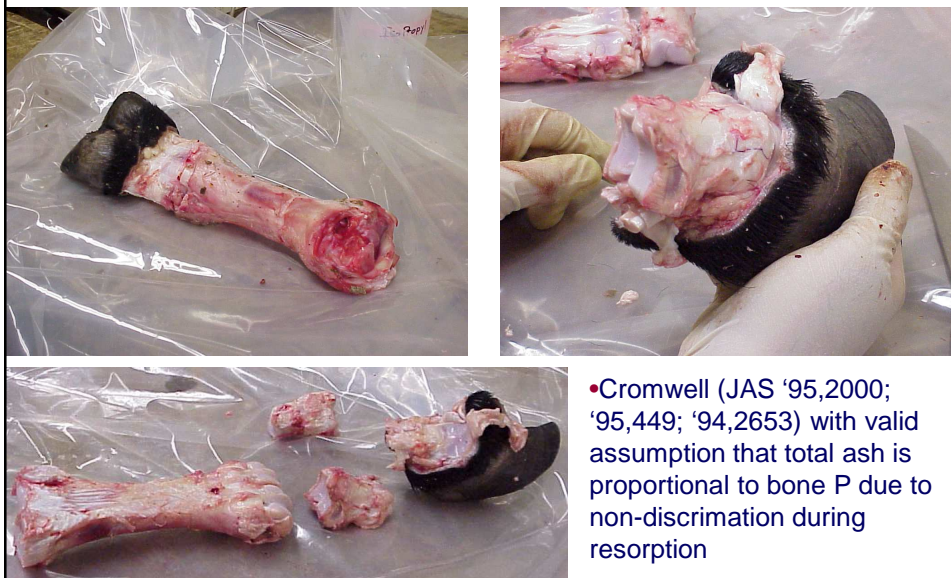 •Cromwell (JAS ‘95,2000;
‘95,449; ‘94,2653) with valid
assumption that total ash is
proportional to bone P due to
non-discrimation during
resorption